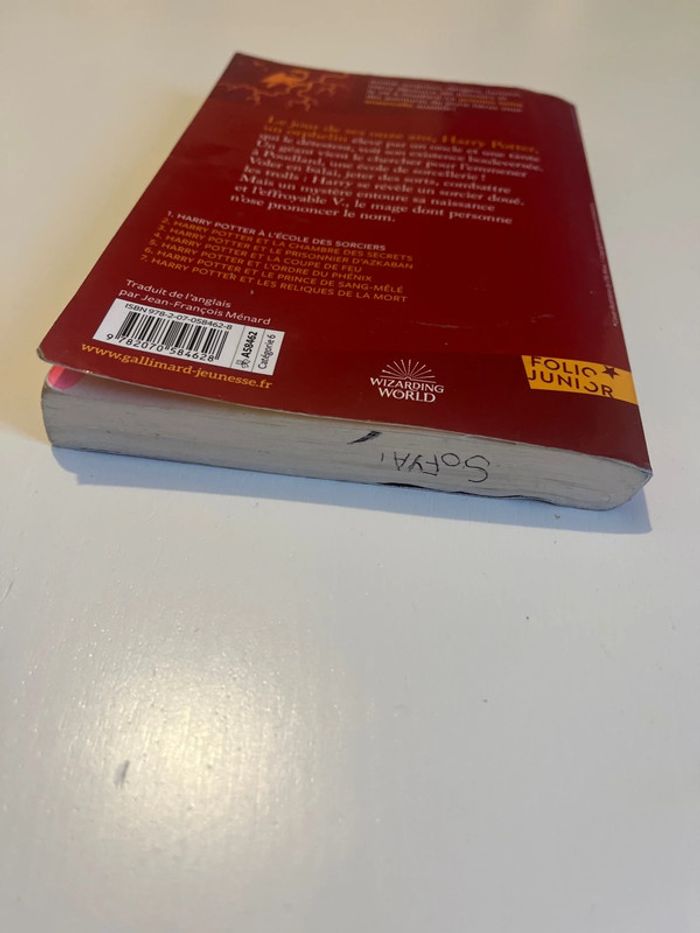 Le jour de ses onze ans, Harry Potter,
un orphelin élevé par un oncle et une tante
qui le détestent, voit son existence bouleversée.
Un géant vient le chercher pour l'emmener
à Poudlard, une école de sorcellerie !
Voler en balai, jeter des sorts, combattre
les trolls : Harry se révèle un sorcier doué.
Mais un mystère entoure sa naissance
et l'effroyable V., le mage dont personne
n'ose prononcer le nom.
1. HARRY POTTER À L'ÉCOLE DES SORCIERS
2. HARRY POTTER ET LA CHAMBRE DES SECRETS
3. HARRY POTTER ET LE PRISONNIER D'AZKABAN
4. HARRY POTTER ET LA COUPE DE FEU
5. HARRY POTTER ET L'ORDRE DU PHÉNIX
6. HARRY POTTER ET LE PRINCE DE SANG-MÊLÉ
7. HARRY POTTER ET LES RELIQUES DE LA MORT
Traduit de l'anglais
par Jean-François Ménard
ISBN 978-2-07-058462-8
9 782070 584628
A58462
Catégorie 6
www.gallimard-jeunesse.fr
WIZARDING
WORLD
FOLIO
JUNIOR
SOFYA